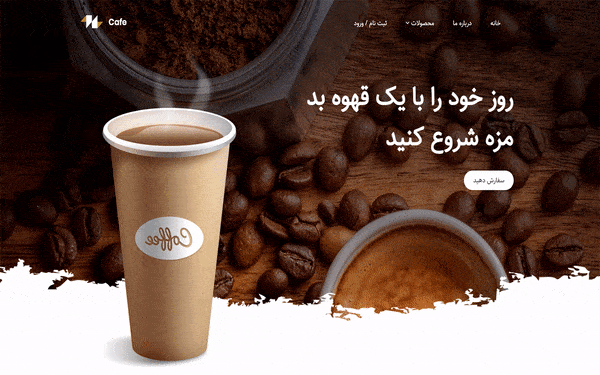 Cafe
خانه
درباره ما
محصولات
ثبت نام / ورود
روز خود را با یک قهوه بد
مزه شروع کنید
سفارش دهید
Coffee